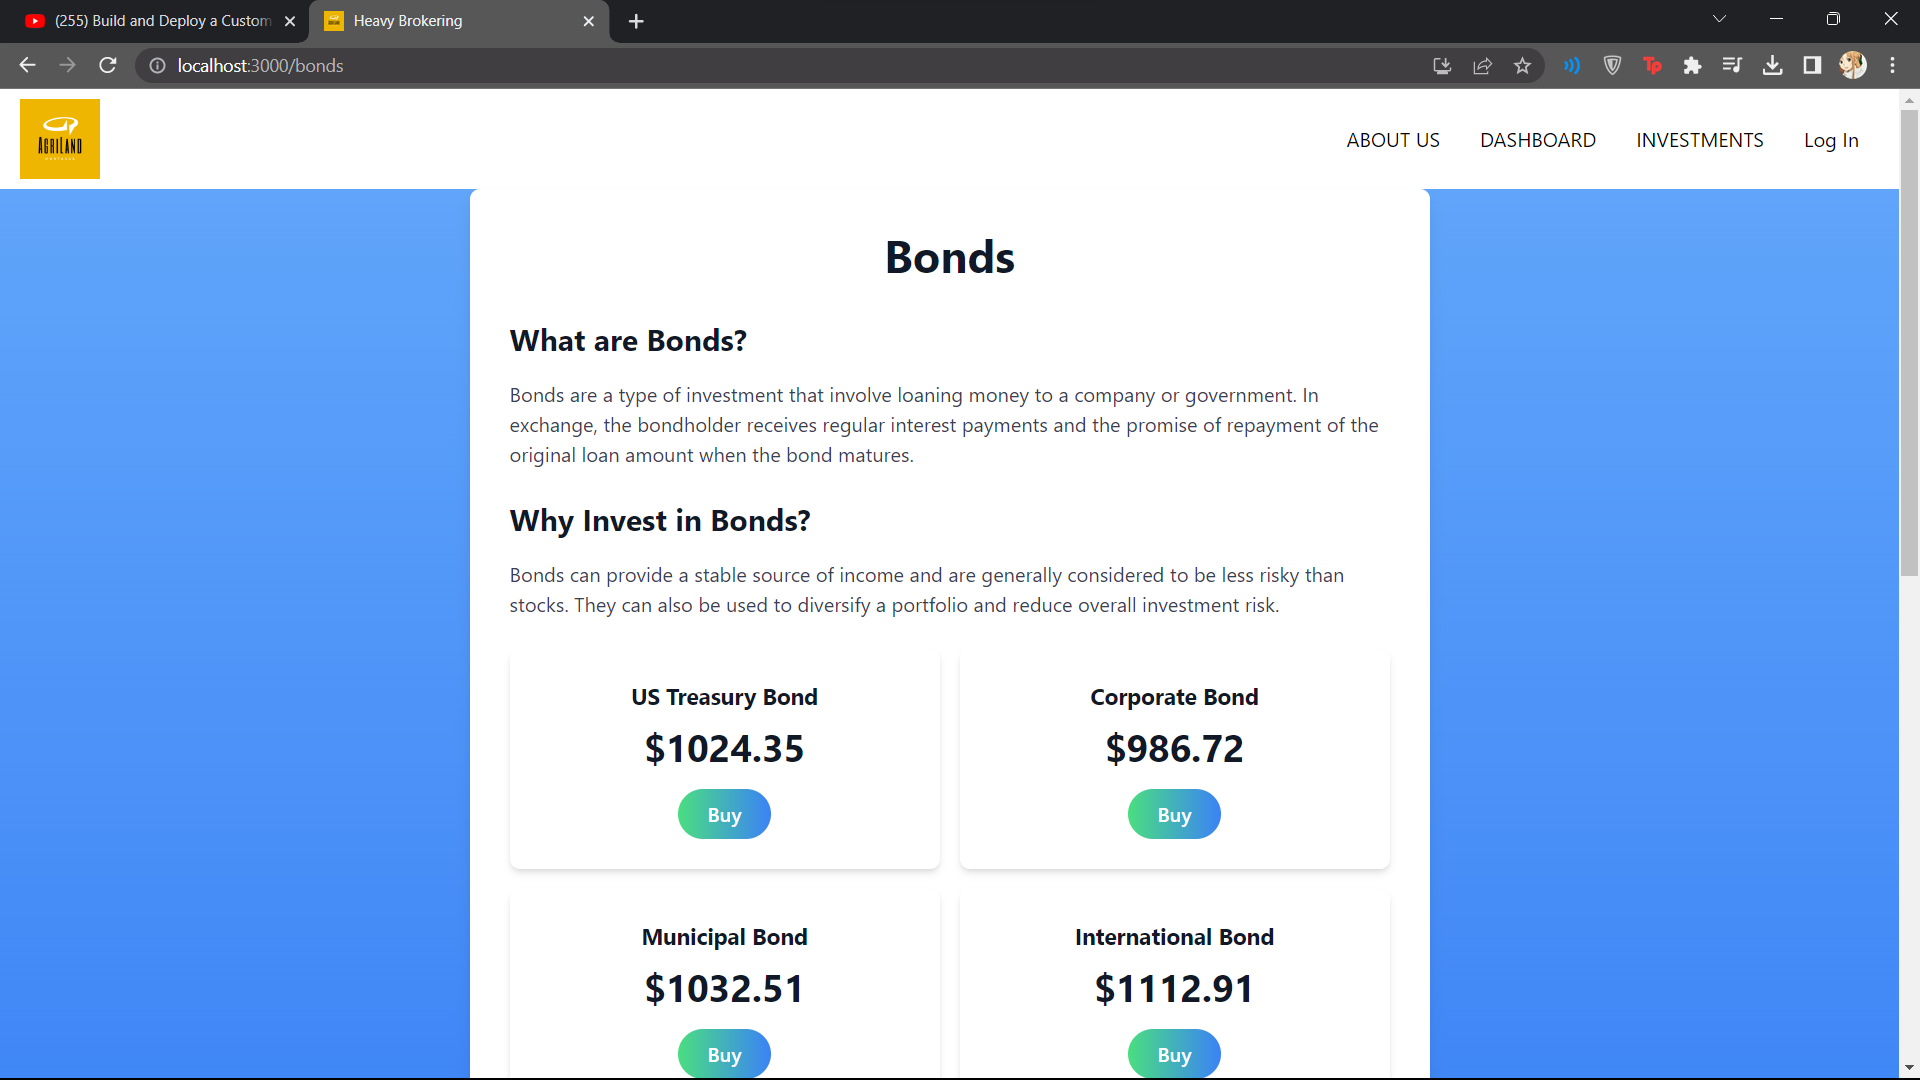 (255) Build and Deploy a Custom
Heavy Brokering
localhost:3000/bonds
Tp
AGRILAND
MORTGAGE
ABOUT US
DASHBOARD
INVESTMENTS
Log In
Bonds
What are Bonds?
Bonds are a type of investment that involve loaning money to a company or government. In
exchange, the bondholder receives regular interest payments and the promise of repayment of the
original loan amount when the bond matures.
Why Invest in Bonds?
Bonds can provide a stable source of income and are generally considered to be less risky than
stocks. They can also be used to diversify a portfolio and reduce overall investment risk.
US Treasury Bond
$1024.35
Buy
Corporate Bond
$986.72
Buy
Municipal Bond
$1032.51
Buy
International Bond
$1112.91
Buy